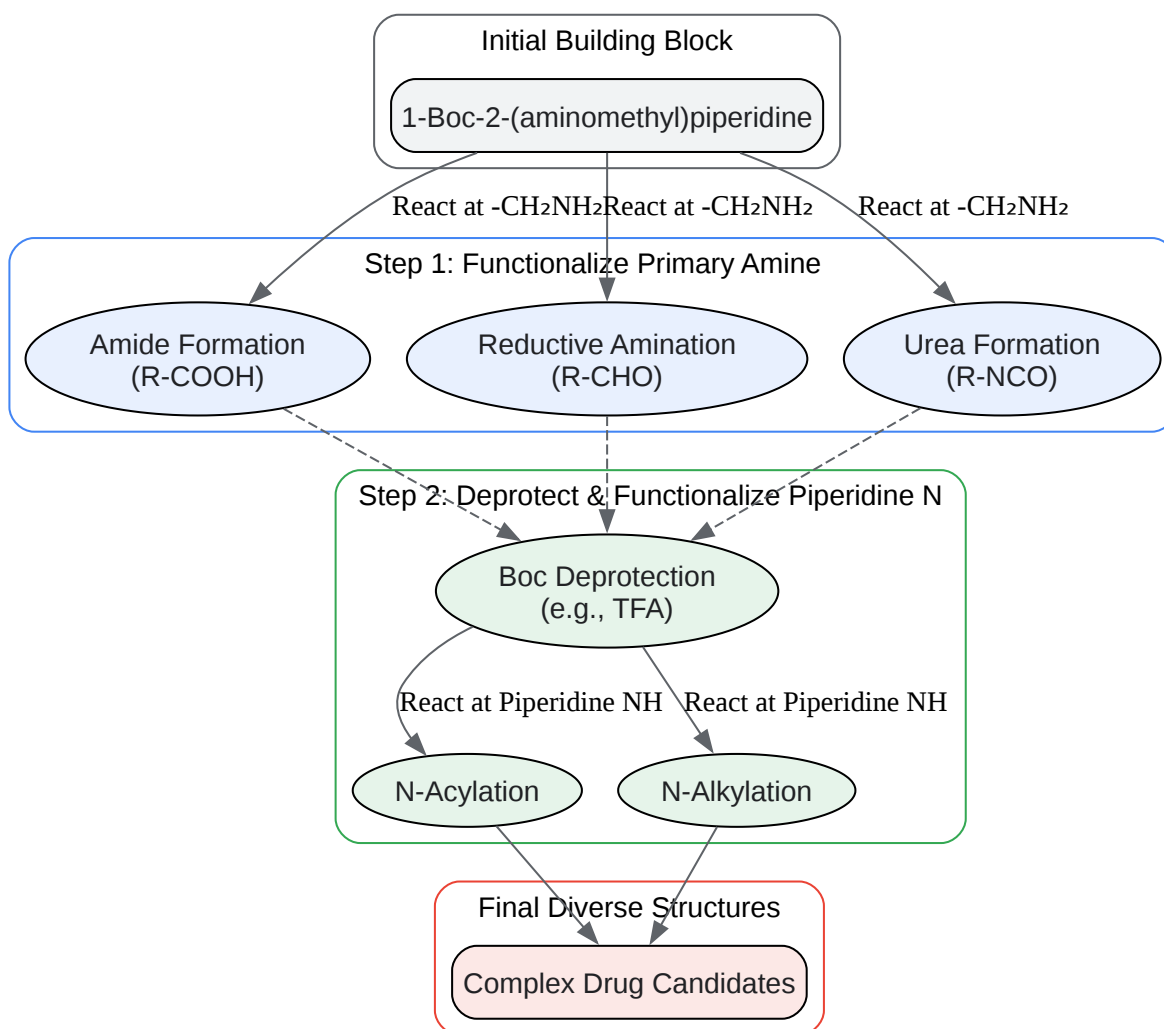 Initial Building Block
1-Boc-2-(aminomethyl)piperidine
React at -CH₂NH₂
React at -CH₂NH₂
React at -CH₂NH₂
Step 1: Functionalize Primary Amine
Amide Formation
(R-COOH)
Reductive Amination
(R-CHO)
Urea Formation
(R-NCO)
Step 2: Deprotect & Functionalize Piperidine N
Boc Deprotection
(e.g., TFA)
React at Piperidine NH
React at Piperidine NH
N-Acylation
N-Alkylation
Final Diverse Structures
Complex Drug Candidates